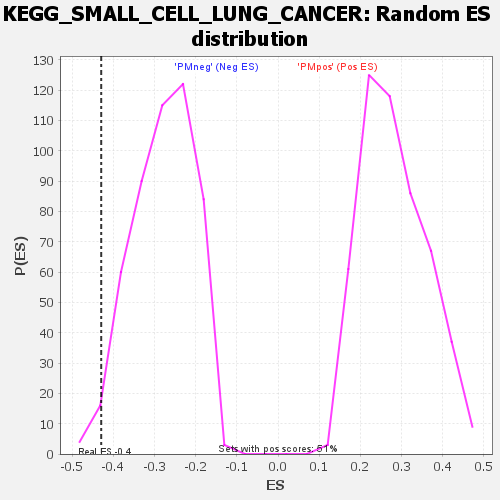 KEGG_SMALL_CELL_LUNG_CANCER: Random ES
distribution
'PMneg' (Neg ES)
'PMpos' (Pos ES)
P(ES)
130
120
110
100
90
80
70
60
50
40
30
20
10
0
Real ES -0.4
Sets with pos scores: 51%
-0.5 -0.4 -0.3 -0.2 -0.1 0.0 0.1 0.2 0.3 0.4 0.5
ES